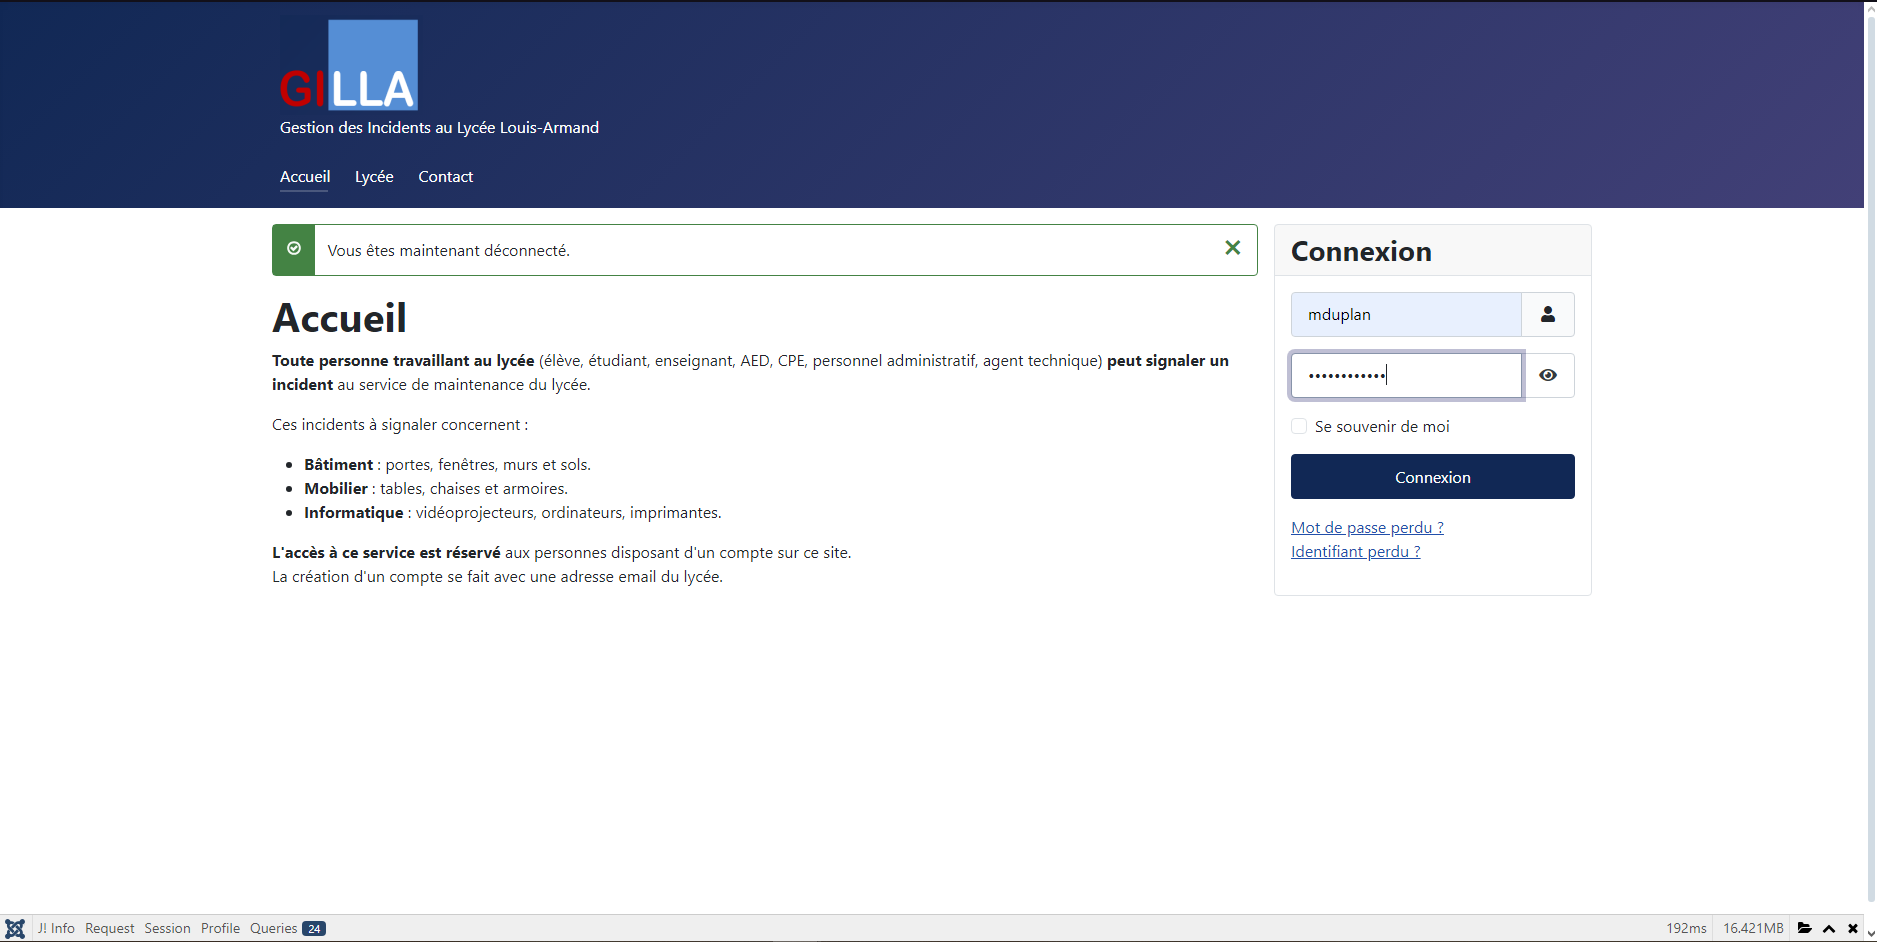 GILLA
Gestion des Incidents au Lycée Louis-Armand
Accueil Lycée Contact
Vous êtes maintenant déconnecté.
Accueil
Toute personne travaillant au lycée (élève, étudiant, enseignant, AED, CPE, personnel administratif, agent technique) peut signaler un
incident au service de maintenance du lycée.
Ces incidents à signaler concernent :
• Bâtiment : portes, fenêtres, murs et sols.
• Mobilier : tables, chaises et armoires.
• Informatique : vidéoprojecteurs, ordinateurs, imprimantes.
L'accès à ce service est réservé aux personnes disposant d'un compte sur ce site.
La création d'un compte se fait avec une adresse email du lycée.
Connexion
mduplan
••••••••••••
Se souvenir de moi
Connexion
Mot de passe perdu ?
Identifiant perdu ?
J! Info Request Session Profile Queries 24 192ms 16.421MB